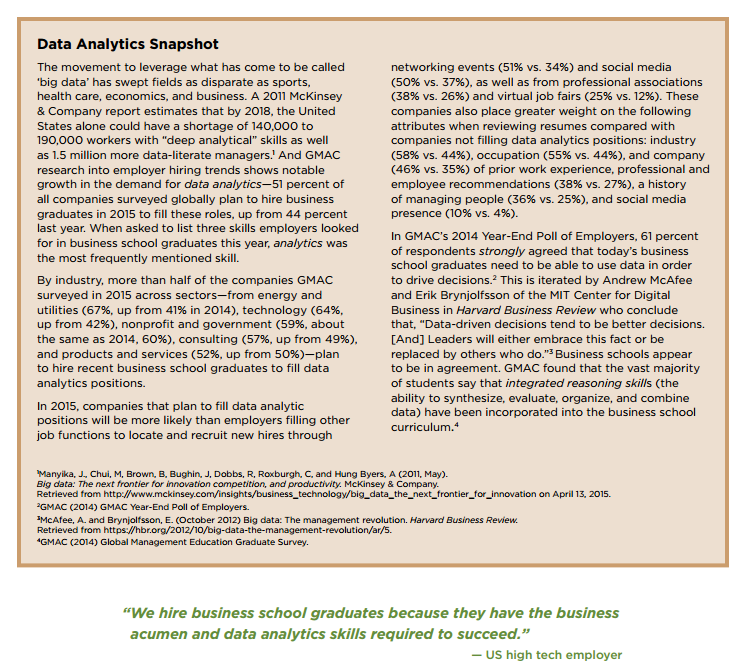 Data Analytics Snapshot
The movement to leverage what has come to be called
‘big data’ has swept fields as disparate as sports,
health care, economics, and business. A 2011 McKinsey
& Company report estimates that by 2018, the United
States alone could have a shortage of 140,000 to
190,000 workers with “deep analytical” skills as well
as 1.5 million more data-literate managers.¹ And GMAC
research into employer hiring trends shows notable
growth in the demand for data analytics—51 percent of
all companies surveyed globally plan to hire business
graduates in 2015 to fill these roles, up from 44 percent
last year. When asked to list three skills employers looked
for in business school graduates this year, analytics was
the most frequently mentioned skill.
By industry, more than half of the companies GMAC
surveyed in 2015 across sectors—from energy and
utilities (67%, up from 41% in 2014), technology (64%,
up from 42%), nonprofit and government (59%, about
the same as 2014, 60%), consulting (57%, up from 49%),
and products and services (52%, up from 50%)—plan
to hire recent business school graduates to fill data
analytics positions.
In 2015, companies that plan to fill data analytic
positions will be more likely than employers filling other
job functions to locate and recruit new hires through
networking events (51% vs. 34%) and social media
(50% vs. 37%), as well as from professional associations
(38% vs. 26%) and virtual job fairs (25% vs. 12%). These
companies also place greater weight on the following
attributes when reviewing resumes compared with
companies not filling data analytics positions: industry
(58% vs. 44%), occupation (55% vs. 44%), and company
(46% vs. 35%) of prior work experience, professional and
employee recommendations (38% vs. 27%), a history
of managing people (36% vs. 25%), and social media
presence (10% vs. 4%).
In GMAC’s 2014 Year-End Poll of Employers, 61 percent
of respondents strongly agreed that today’s business
school graduates need to be able to use data in order
to drive decisions.² This is iterated by Andrew McAfee
and Erik Brynjolfsson of the MIT Center for Digital
Business in Harvard Business Review who conclude
that, “Data-driven decisions tend to be better decisions.
[And] Leaders will either embrace this fact or be
replaced by others who do.”³ Business schools appear
to be in agreement. GMAC found that the vast majority
of students say that integrated reasoning skills (the
ability to synthesize, evaluate, organize, and combine
data) have been incorporated into the business school
curriculum.⁴
¹Manyika, J., Chui, M, Brown, B, Bughin, J, Dobbs, R, Roxburgh, C, and Hung Byers, A (2011, May).
Big data: The next frontier for innovation competition, and productivity. McKinsey & Company.
Retrieved from http://www.mckinsey.com/insights/business_technology/big_data_the_next_frontier_for_innovation on April 13, 2015.
²GMAC (2014) GMAC Year-End Poll of Employers.
³McAfee, A. and Brynjolfsson, E. (October 2012) Big data: The management revolution. Harvard Business Review.
Retrieved from https://hbr.org/2012/10/big-data-the-management-revolution/ar/5.
⁴GMAC (2014) Global Management Education Graduate Survey.
“We hire business school graduates because they have the business
acumen and data analytics skills required to succeed.”
— US high tech employer